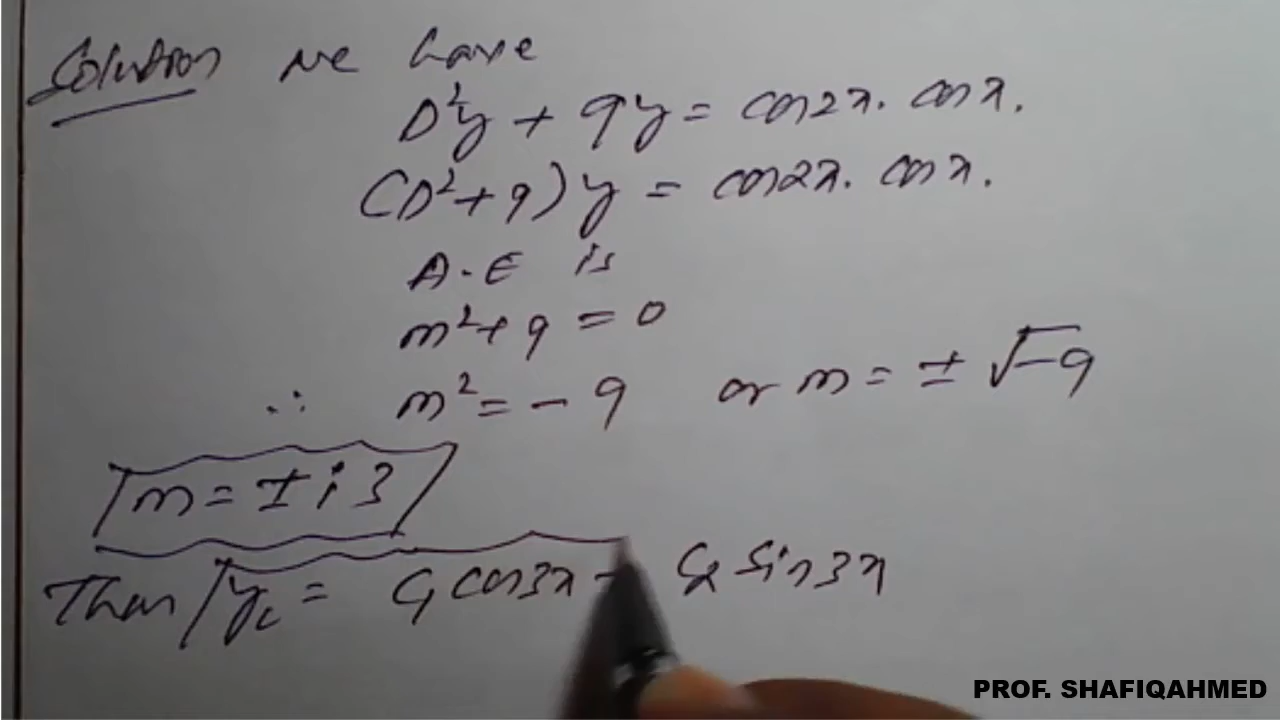 Solution we have
D²y + 9y = cos2x. cosx.
(D²+9)y = cos2x. cosx.
A.E is
m²+9 = 0
∴ m² = -9 or m = ± √-9
m = ± i3
Then yc = C₁ cos3x + C₂ sin3x
PROF. SHAFIQAHMED